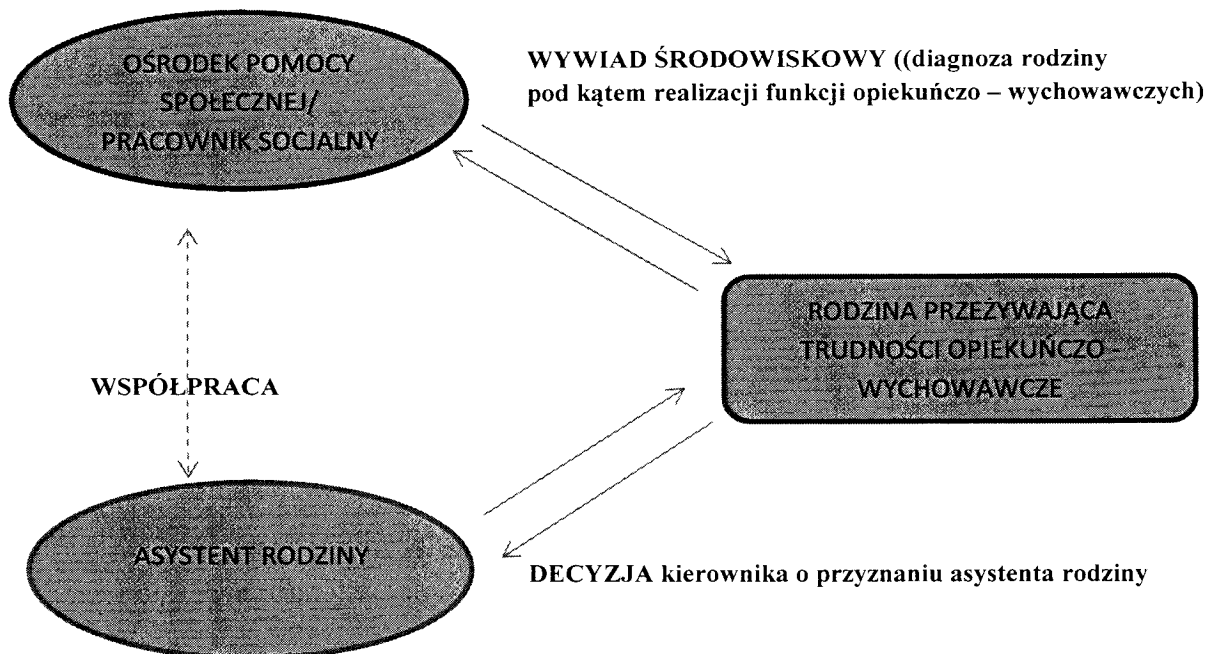 OŚRODEK POMOCY
SPOŁECZNEJ/
PRACOWNIK SOCJALNY
WYWIAD ŚRODOWISKOWY ((diagnoza rodziny
pod kątem realizacji funkcji opiekuńczo – wychowawczych)
RODZINA PRZEŻYWAJĄCA
TRUDNOŚCI OPIEKUŃCZO -
WYCHOWAWCZE
WSPÓŁPRACA
ASYSTENT RODZINY
DECYZJA kierownika o przyznaniu asystenta rodziny